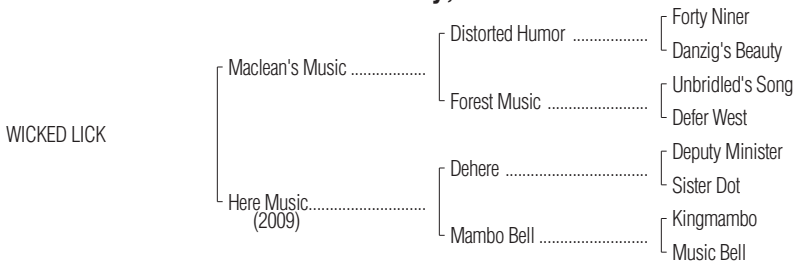 Forty Niner
Distorted Humor ..................
Danzig's Beauty
Maclean's Music ..................
Unbridled's Song
Forest Music ........................
Defer West
WICKED LICK
Deputy Minister
Dehere ..................................
Sister Dot
Here Music............................
(2009)
Kingmambo
Mambo Bell ..........................
Music Bell